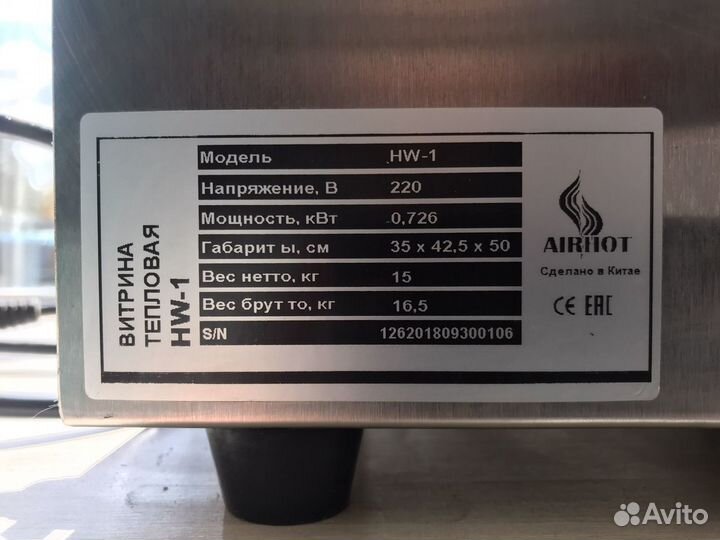 ВИТРИНА
ТЕПЛОВАЯ
HW-1
Модель HW-1
Напряжение, В 220
Мощность, кВт 0,726
Габарит ы, см 35 x 42,5 x 50
Вес нетто, кг 15
Вес брут то, кг 16,5
S/N 126201809300106
AIRHOT
Сделано в Китае
CE EAC
Avito